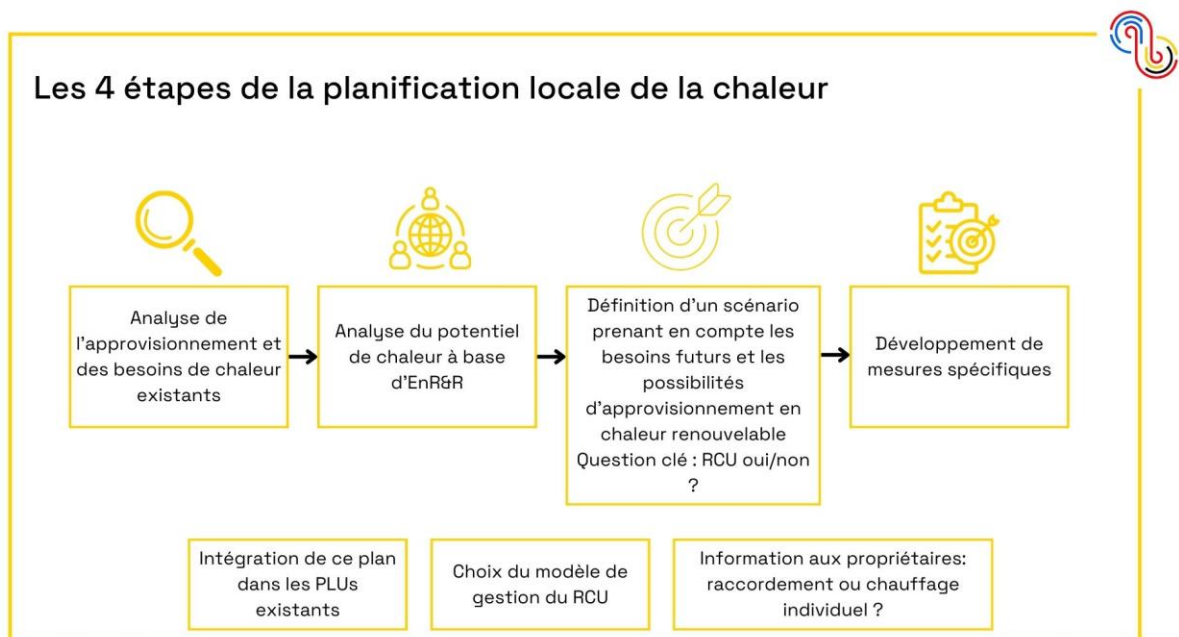 Les 4 étapes de la planification locale de la chaleur
Analyse de
l'approvisionnement et
des besoins de chaleur
existants
Analyse du potentiel
de chaleur à base
d'EnR&R
Définition d'un scénario
prenant en compte les
besoins futurs et les
possibilités
d'approvisionnement en
chaleur renouvelable
Question clé : RCU oui/non
?
Développement de
mesures spécifiques
Intégration de ce plan
dans les PLUs
existants
Choix du modèle de
gestion du RCU
Information aux propriétaires:
raccordement ou chauffage
individuel ?